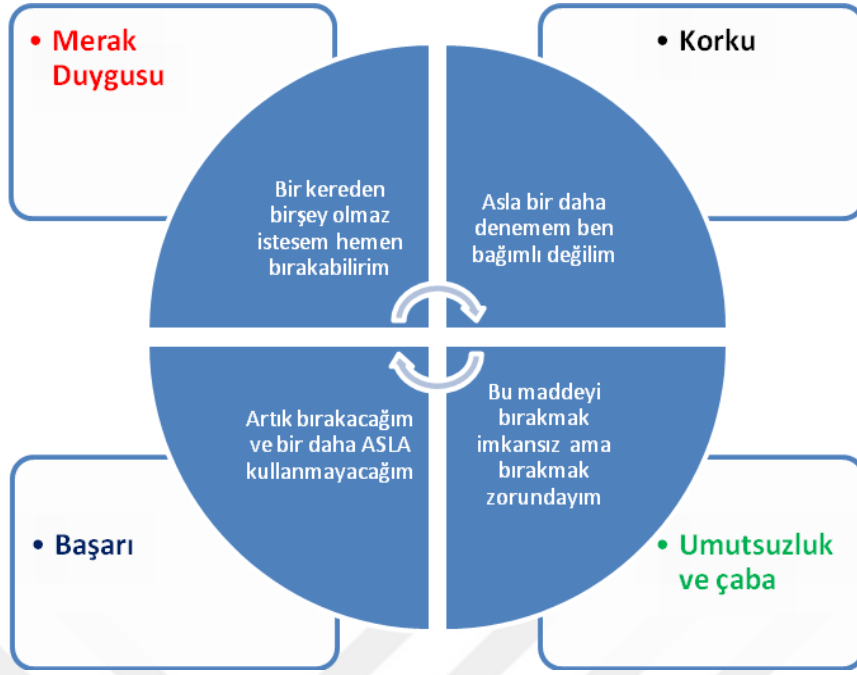 • Merak
Duygusu
• Korku
Bir kereden
birşey olmaz
istesem hemen
bırakabilirim
Asla bir daha
denemem ben
bağımlı değilim
Artık bırakacağım
ve bir daha ASLA
kullanmayacağım
Bu maddeyi
bırakmak
imkansız ama
bırakmak
zorundayım
• Başarı
• Umutsuzluk
ve çaba